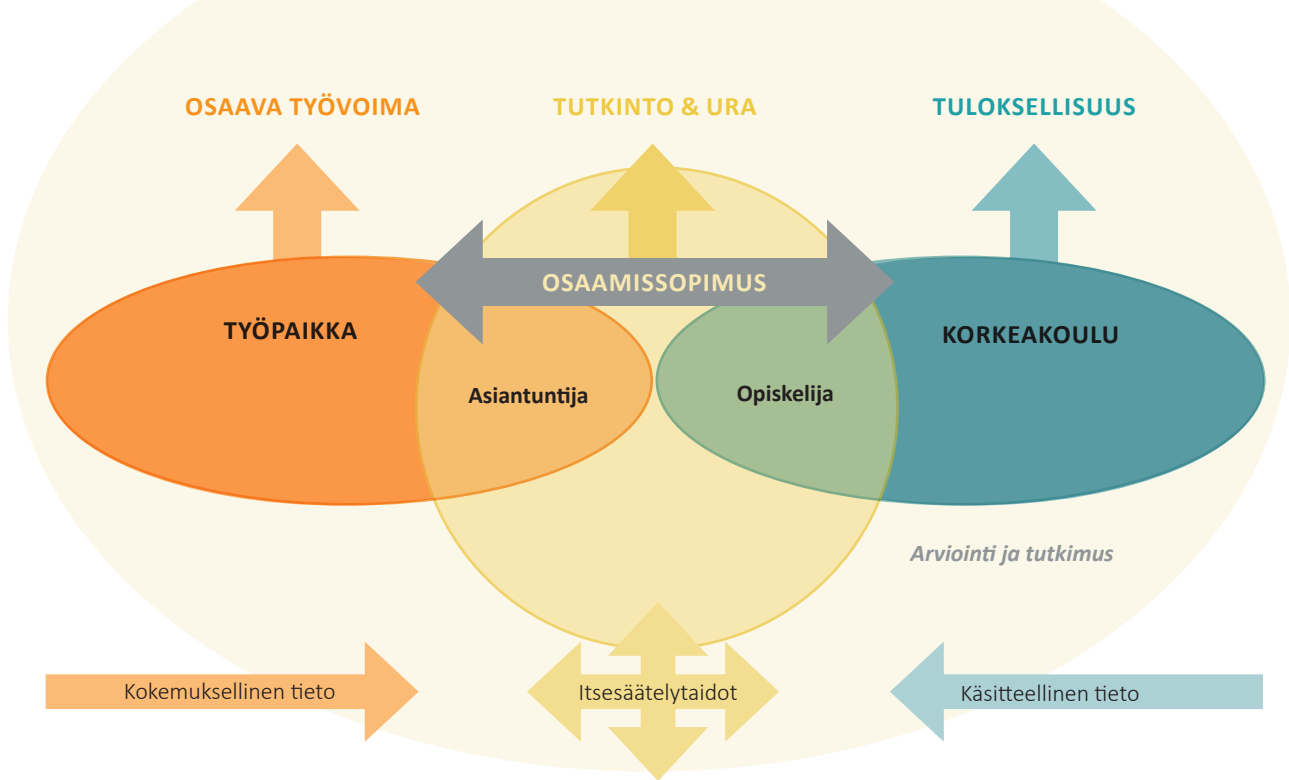 OSAAVA TYÖVOIMA
TUTKINTO & URA
TULOKSELLISUUS
OSAAMISSOPIMUS
TYÖPAIKKA
KORKEAKOULU
Asiantuntija
Opiskelija
Arviointi ja tutkimus
Kokemuksellinen tieto
Itsesäätelytaidot
Käsitteellinen tieto